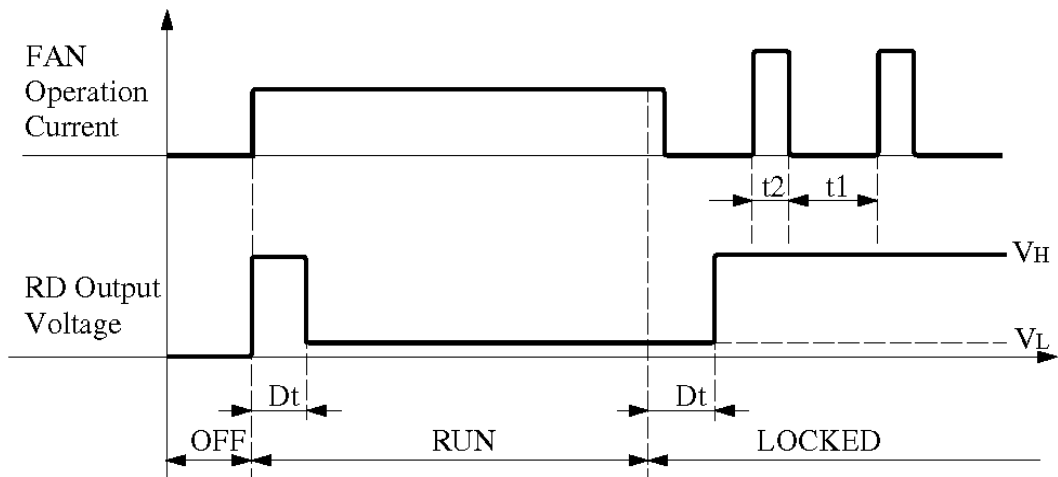 FAN
Operation
Current
t2
t1
VH
RD Output
Voltage
VL
Dt
Dt
OFF
RUN
LOCKED